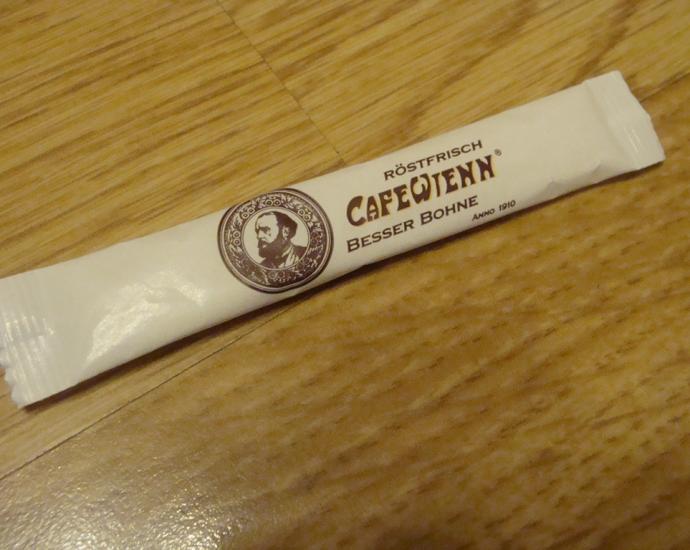 RÖSTFRISCH
CAFEWIENN®
BESSER BOHNE
ANNO 1910